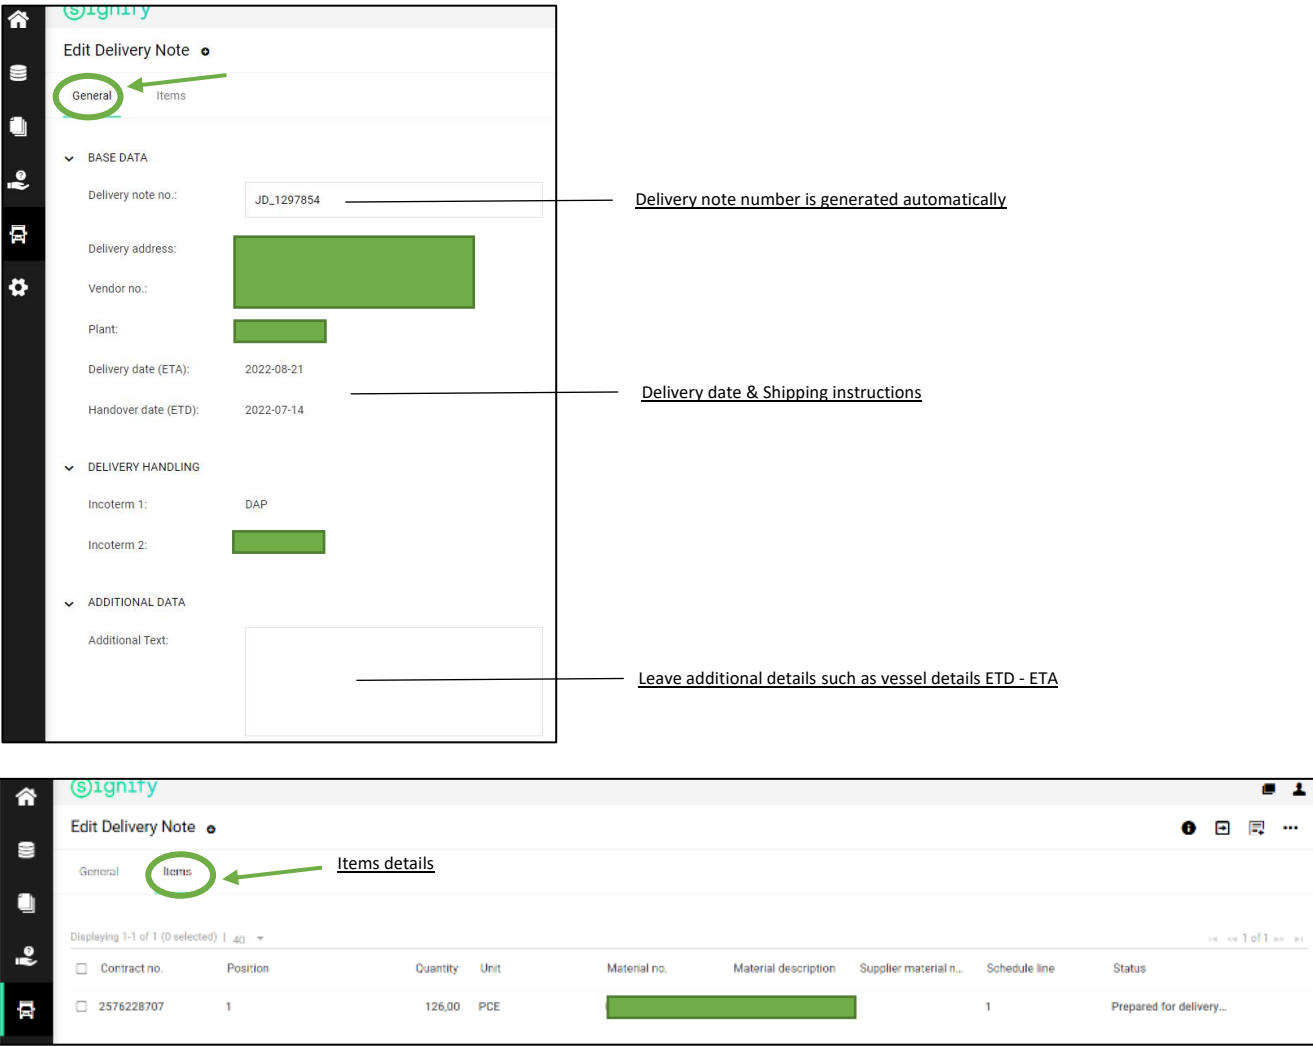 signify
Edit Delivery Note
General Items
BASE DATA
Delivery note no.: JD_1297854
Delivery note number is generated automatically
Delivery address:
Vendor no.:
Plant:
Delivery date (ETA): 2022-08-21
Delivery date & Shipping instructions
Handover date (ETD): 2022-07-14
DELIVERY HANDLING
Incoterm 1: DAP
Incoterm 2:
ADDITIONAL DATA
Additional Text:
Leave additional details such as vessel details ETD - ETA
signify
Edit Delivery Note
General Items
Items details
Displaying 1-1 of 1 (0 selected) | 40
1 of 1
Contract no. Position Quantity Unit Material no. Material description Supplier material n... Schedule line Status
2576228707 1 126,00 PCE 1 Prepared for delivery...